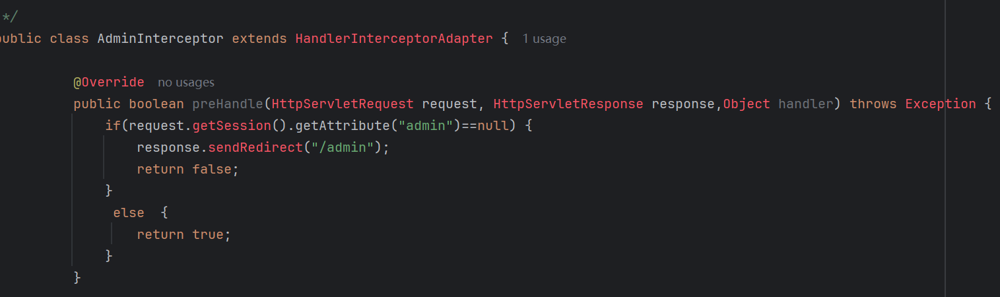 */
public class AdminInterceptor extends HandlerInterceptorAdapter { 1 usage
@Override no usages
public boolean preHandle(HttpServletRequest request, HttpServletResponse response,Object handler) throws Exception {
if(request.getSession().getAttribute("admin")==null) {
response.sendRedirect("/admin");
return false;
}
else {
return true;
}
}